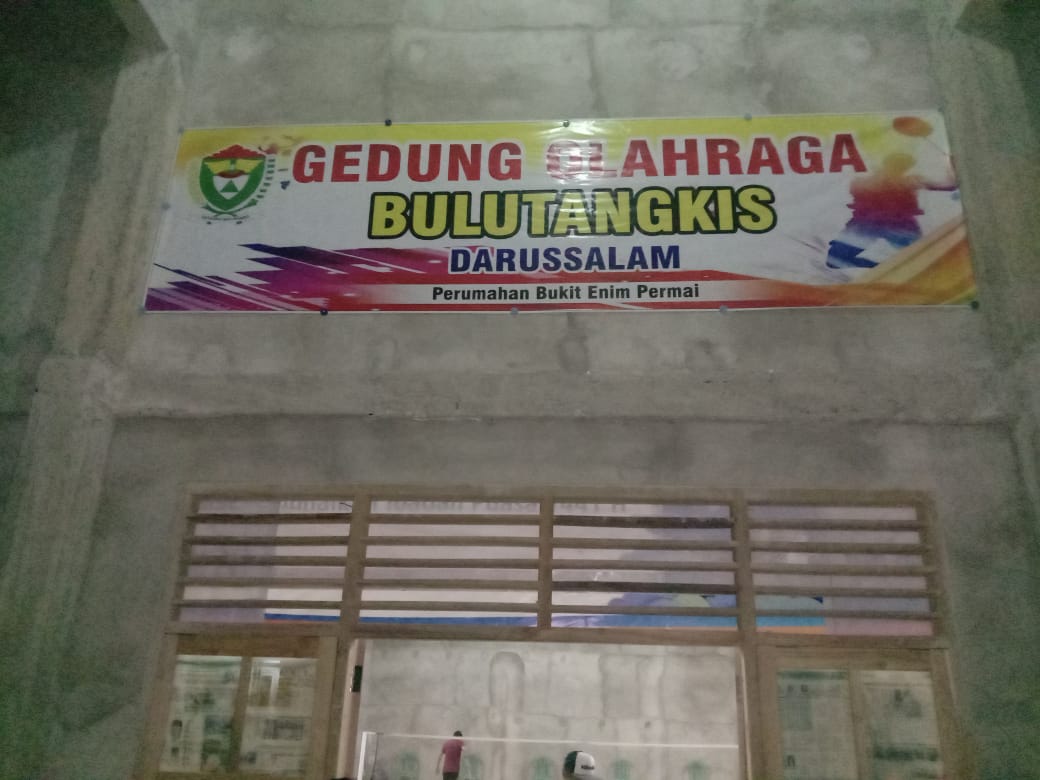 GEDUNG OLAHRAGA
BULUTANGKIS
DARUSSALAM
Perumahan Bukit Enim Permai